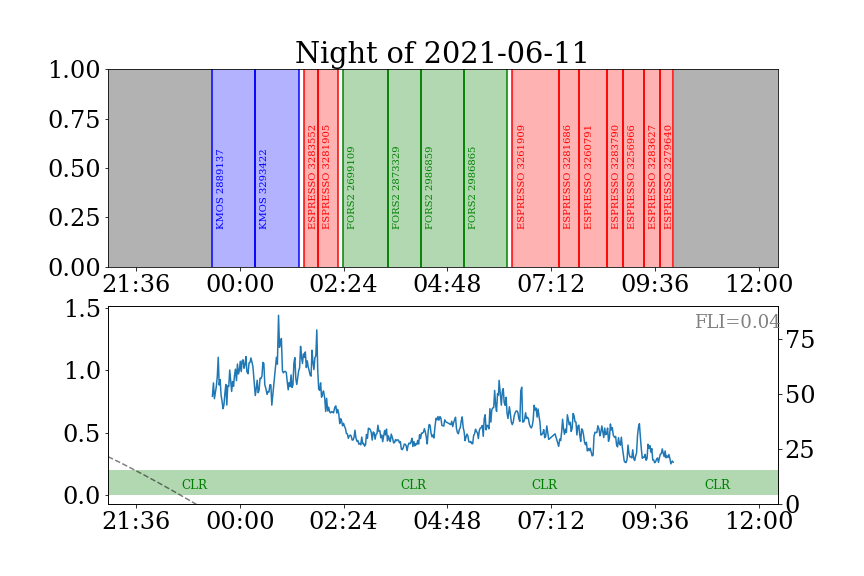 Night of 2021-06-11
1.00
0.75
0.50
0.25
0.00
KMOS 2889137
KMOS 3293422
ESPRESSO 3283552
ESPRESSO 3281905
FORS2 2699109
FORS2 2873329
FORS2 2986859
FORS2 2986865
ESPRESSO 3261909
ESPRESSO 3281686
ESPRESSO 3260791
ESPRESSO 3283790
ESPRESSO 3256966
ESPRESSO 3283627
ESPRESSO 3279640
21:36 00:00 02:24 04:48 07:12 09:36 12:00
1.5
1.0
0.5
0.0
FLI=0.04
75
50
25
0
CLR CLR CLR CLR
21:36 00:00 02:24 04:48 07:12 09:36 12:00